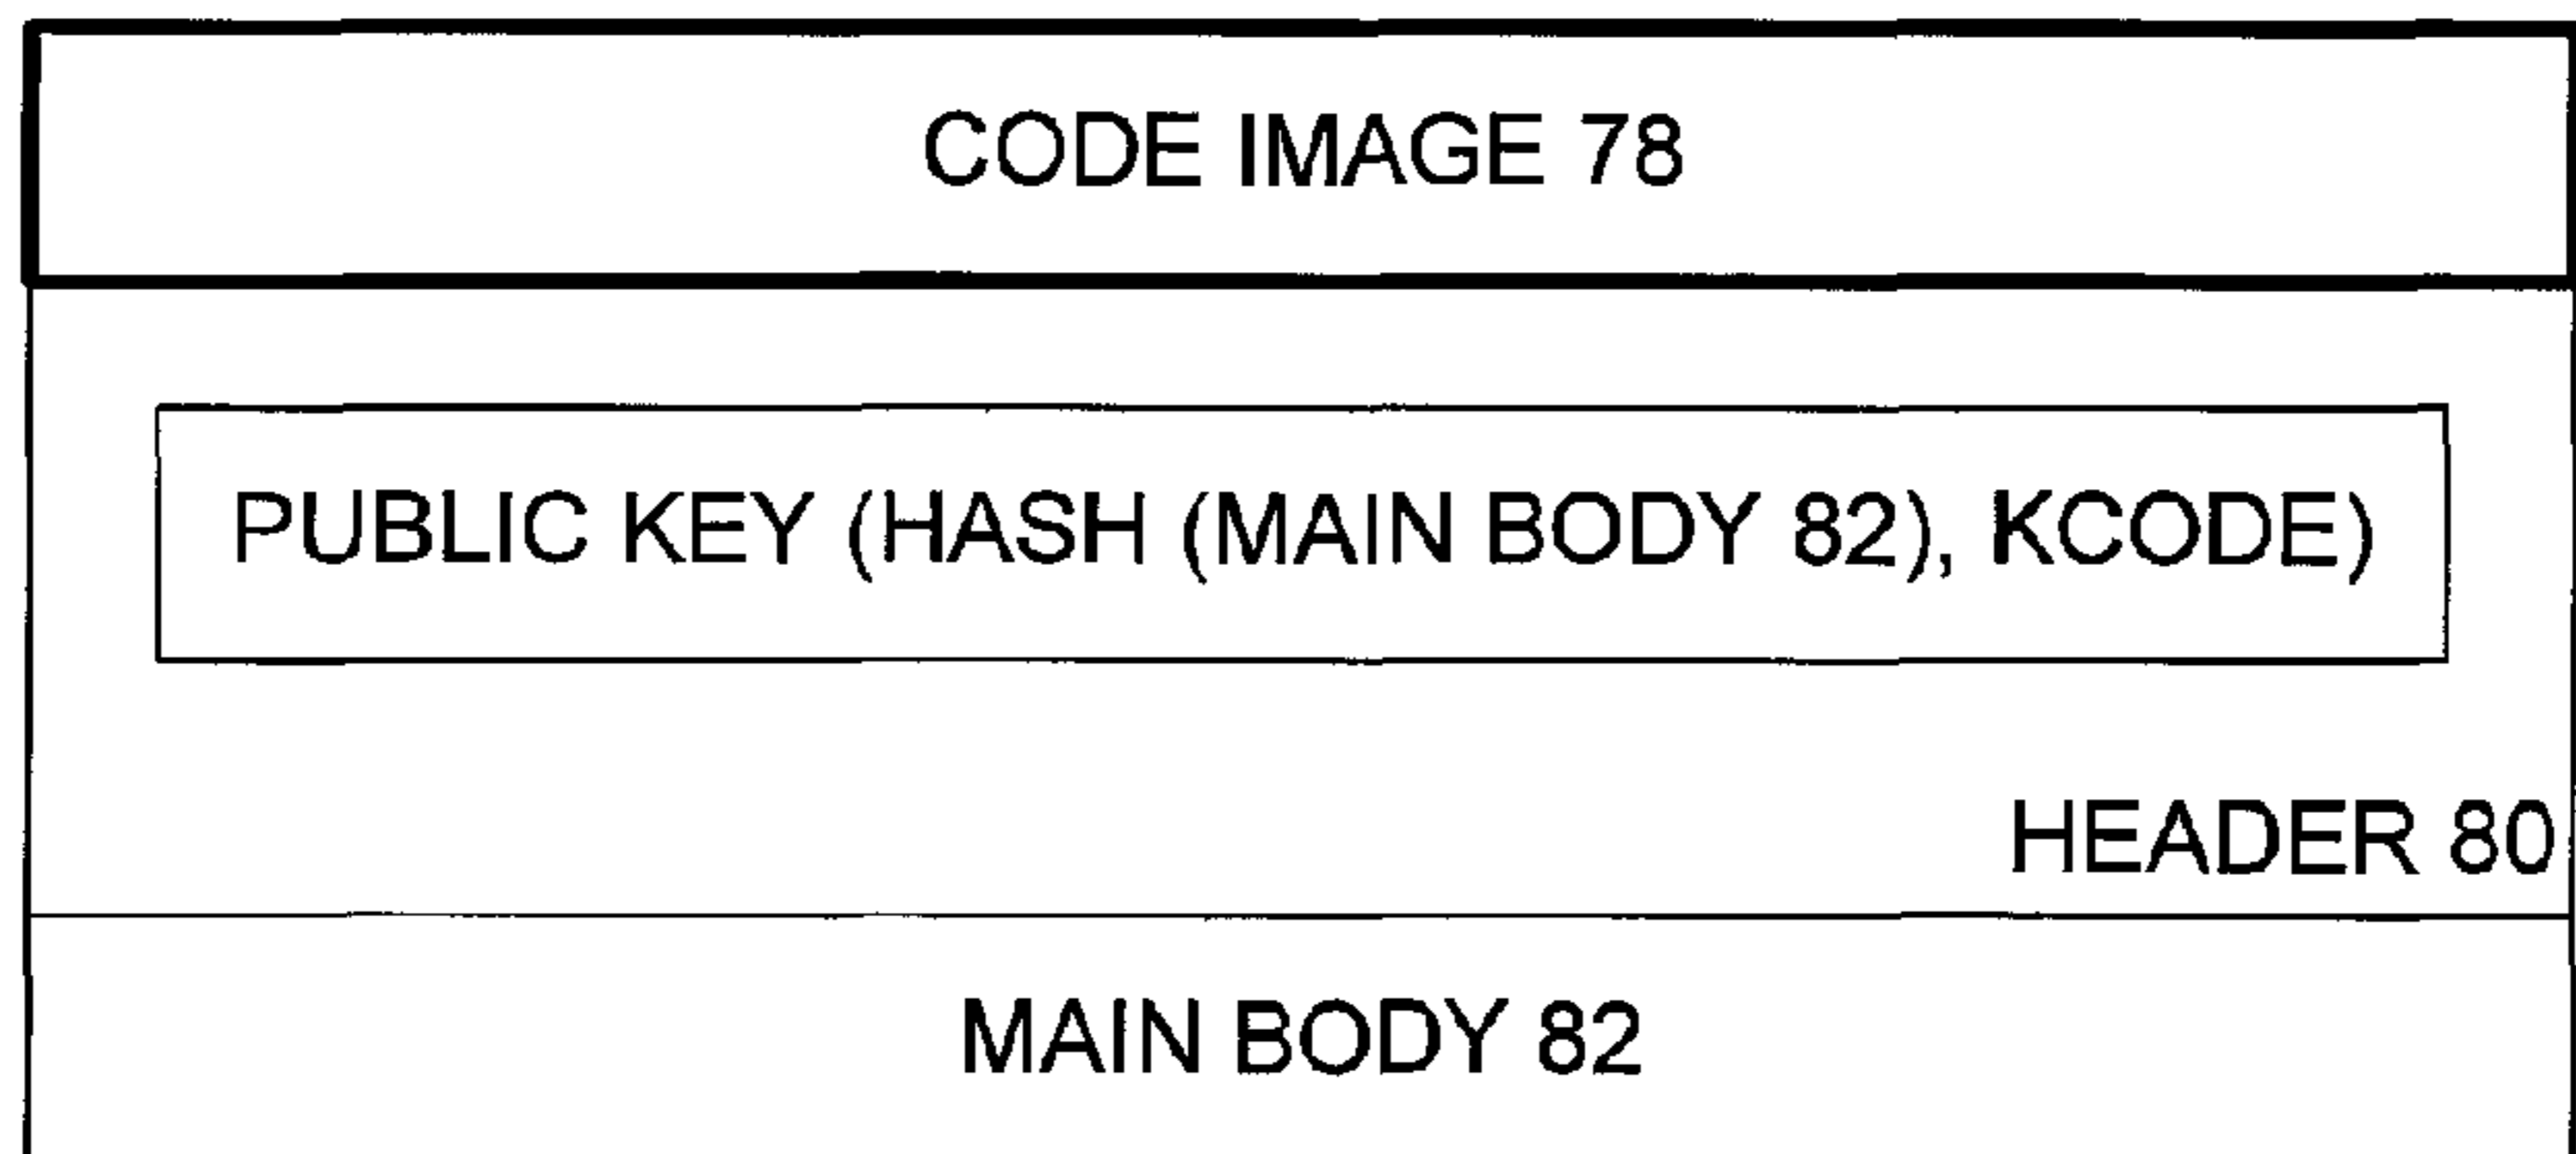 CODE IMAGE 78
PUBLIC KEY (HASH (MAIN BODY 82), KCODE)
HEADER 80
MAIN BODY 82